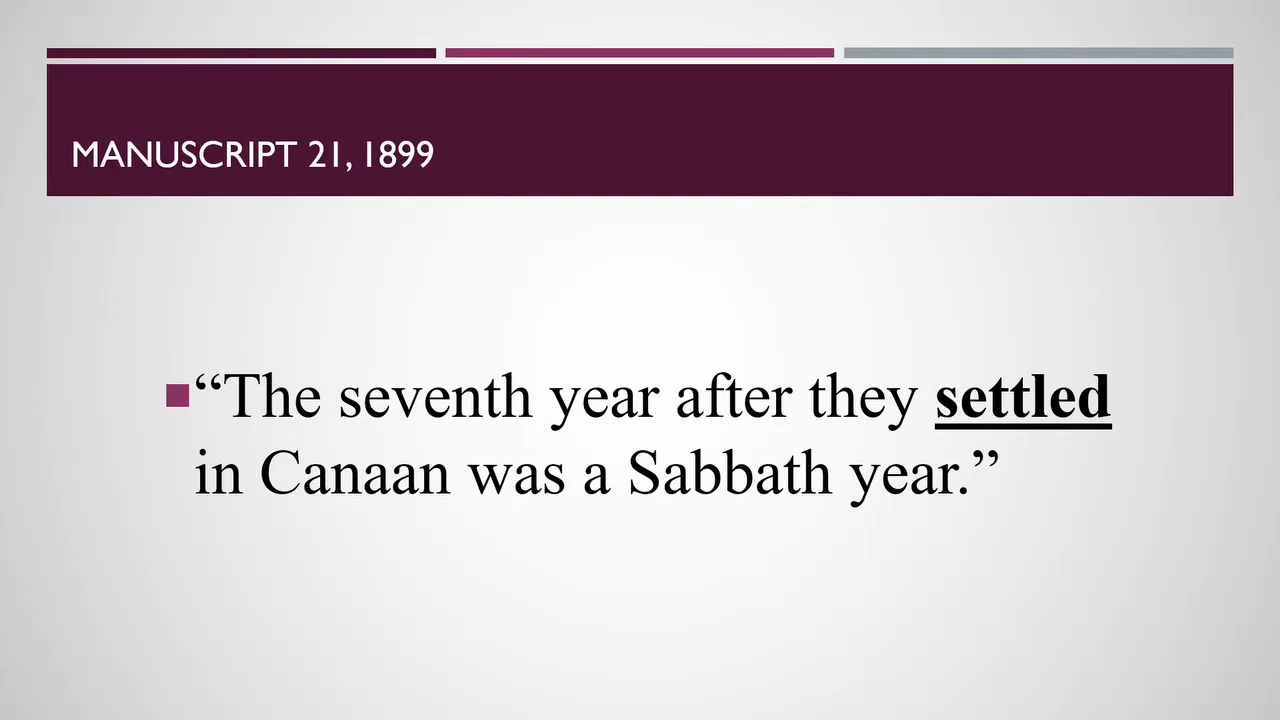 MANUSCRIPT 21, 1899
“The seventh year after they settled
in Canaan was a Sabbath year.”